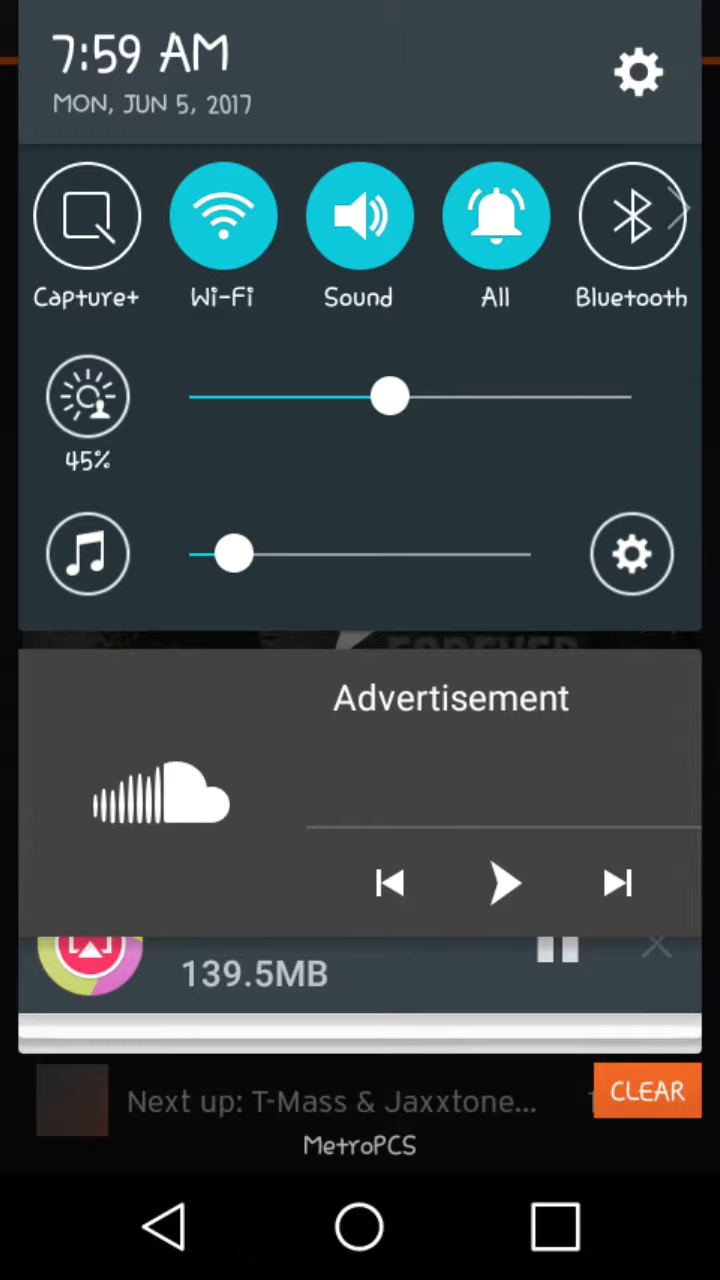 7:59 AM
MON, JUN 5, 2017
Capture+ Wi-Fi Sound All Bluetooth
45%
FOREVER
Advertisement
139.5MB
Next up: T-Mass & Jaxxtone...
CLEAR
MetroPCS